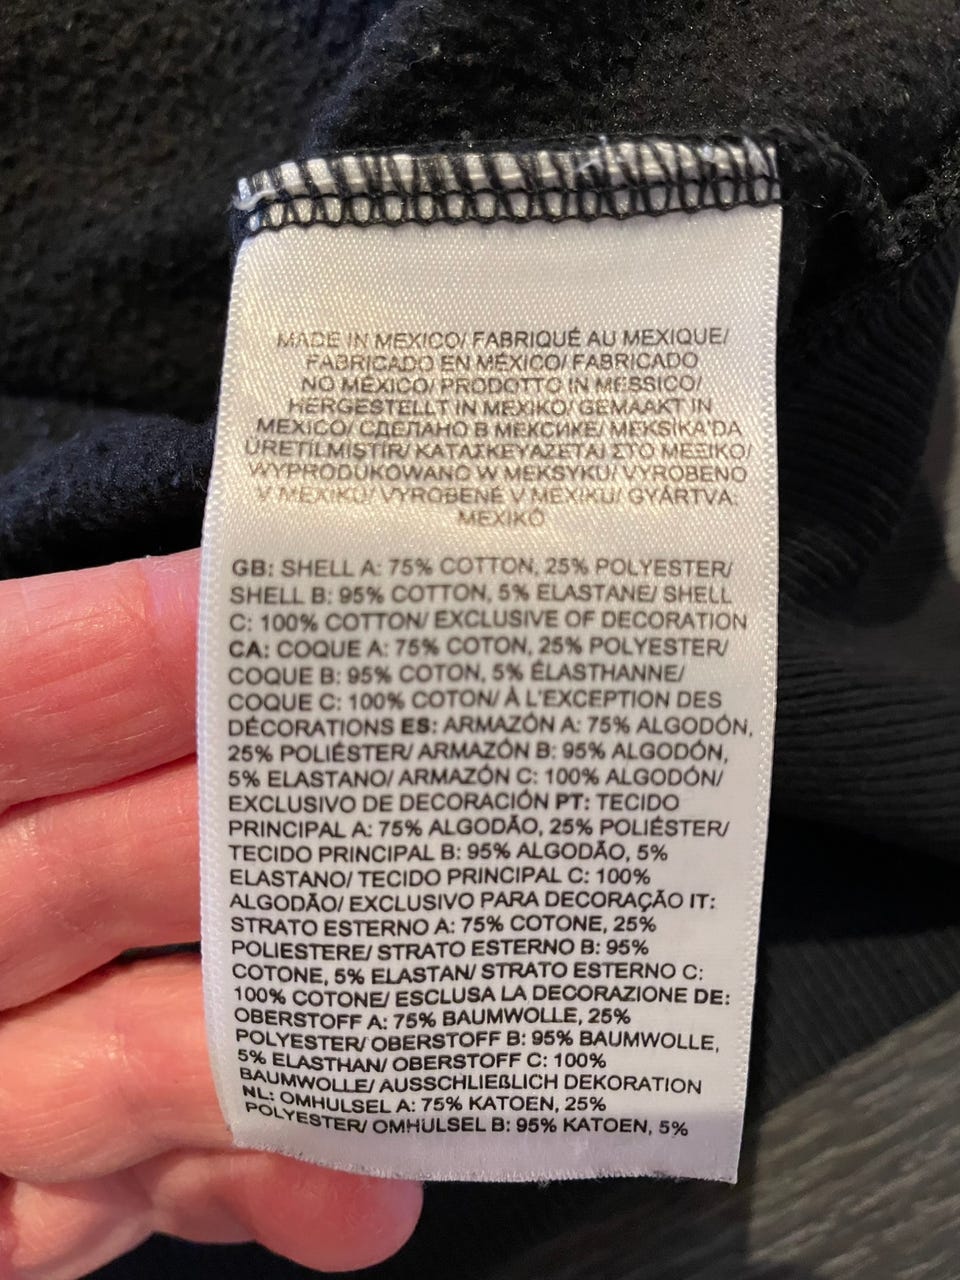 MADE IN MEXICO/ FABRIQUÉ AU MEXIQUE/
FABRICADO EN MÉXICO/ FABRICADO
NO MÉXICO/ PRODOTTO IN MESSICO/
HERGESTELLT IN MEXIKO/ GEMAAKT IN
MEXICO/ СДЕЛАНО В МЕКСИКЕ/ MEKSİKA'DA
ÜRETİLMİŞTİR/ ΚΑΤΑΣΚΕΥΑΖΕΤΑΙ ΣΤΟ ΜΕΞΙΚΟ/
WYPRODUKOWANO W MEKSYKU/ VYROBENO
V MEXIKU/ VYROBENÉ V MEXIKU/ GYÁRTVA:
MEXIKÓ
GB: SHELL A: 75% COTTON, 25% POLYESTER/
SHELL B: 95% COTTON, 5% ELASTANE/ SHELL
C: 100% COTTON/ EXCLUSIVE OF DECORATION
CA: COQUE A: 75% COTON, 25% POLYESTER/
COQUE B: 95% COTON, 5% ÉLASTHANNE/
COQUE C: 100% COTON/ À L'EXCEPTION DES
DÉCORATIONS ES: ARMAZÓN A: 75% ALGODÓN,
25% POLIÉSTER/ ARMAZÓN B: 95% ALGODÓN,
5% ELASTANO/ ARMAZÓN C: 100% ALGODÓN/
EXCLUSIVO DE DECORACIÓN PT: TECIDO
PRINCIPAL A: 75% ALGODÃO, 25% POLIÉSTER/
TECIDO PRINCIPAL B: 95% ALGODÃO, 5%
ELASTANO/ TECIDO PRINCIPAL C: 100%
ALGODÃO/ EXCLUSIVO PARA DECORAÇÃO IT:
STRATO ESTERNO A: 75% COTONE, 25%
POLIESTERE/ STRATO ESTERNO B: 95%
COTONE, 5% ELASTAN/ STRATO ESTERNO C:
100% COTONE/ ESCLUSA LA DECORAZIONE DE:
OBERSTOFF A: 75% BAUMWOLLE, 25%
POLYESTER/ OBERSTOFF B: 95% BAUMWOLLE,
5% ELASTHAN/ OBERSTOFF C: 100%
BAUMWOLLE/ AUSSCHLIEßLICH DEKORATION
NL: OMHULSEL A: 75% KATOEN, 25%
POLYESTER/ OMHULSEL B: 95% KATOEN, 5%